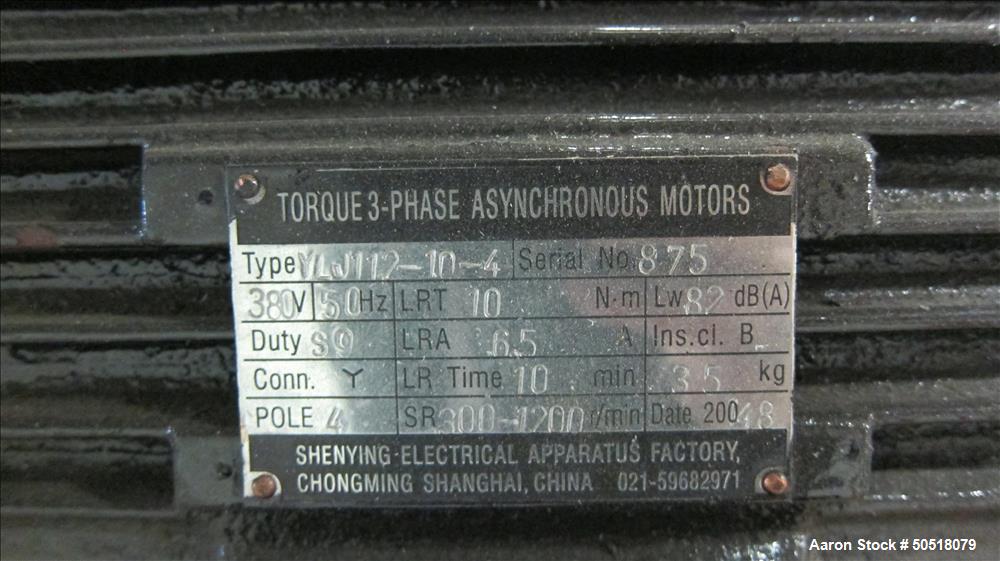 TORQUE 3-PHASE ASYNCHRONOUS MOTORS
Type YLJ112-10-4 Serial No. 875
380V 50Hz LRT 10 N·m Lw 82 dB(A)
Duty S9 LRA 6.5 A Ins.cl. B
Conn. Y LR Time 10 min 35 kg
POLE 4 SR 300-1200 r/min Date 2004.8
SHENYING ELECTRICAL APPARATUS FACTORY,
CHONGMING SHANGHAI, CHINA 021-59682971
Aaron Stock # 50518079